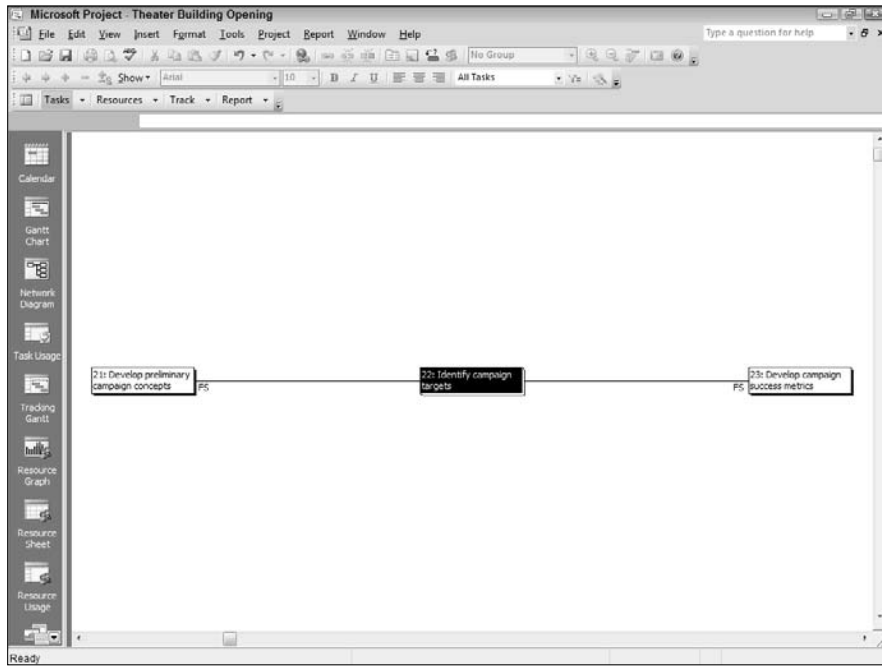 Microsoft Project - Theater Building Opening
File Edit View Insert Format Tools Project Report Window Help
Type a question for help
No Group
Show
Arial
10
B I U
All Tasks
Tasks Resources Track Report
Calendar
Gantt
Chart
Network
Diagram
Task Usage
Tracking
Gantt
Resource
Graph
Resource
Sheet
Resource
Usage
21: Develop preliminary
campaign concepts
FS
22: Identify campaign
targets
FS
23: Develop campaign
success metrics
Ready